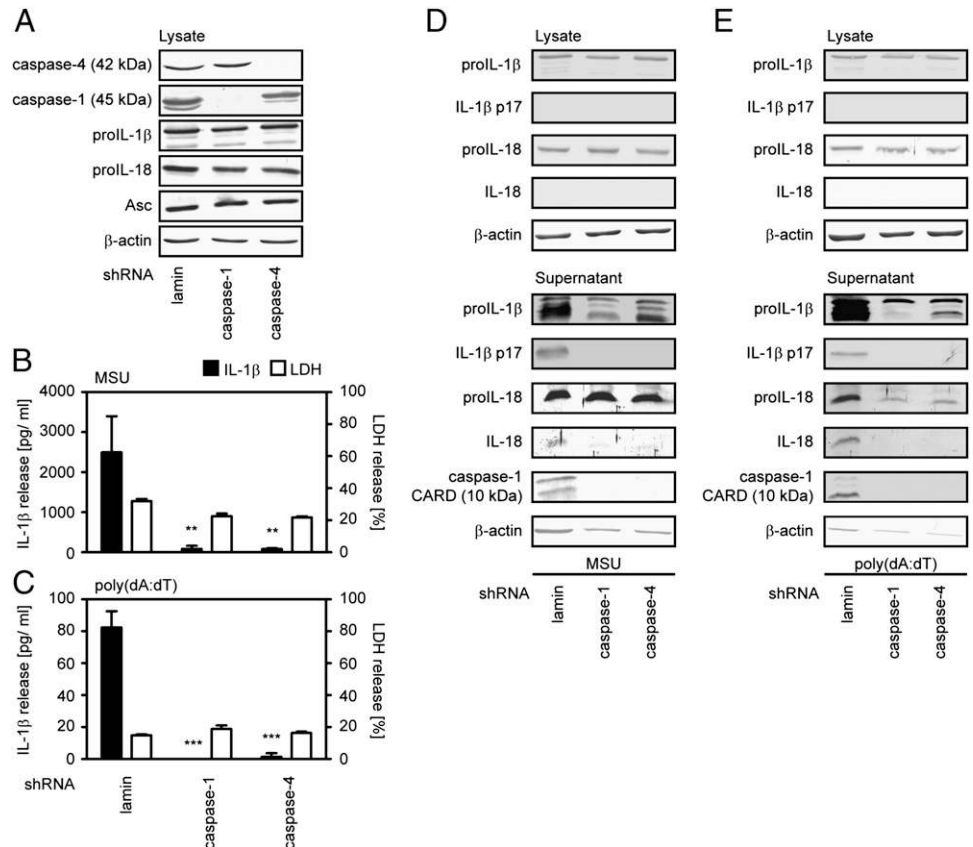 A
Lysate
caspase-4 (42 kDa)
caspase-1 (45 kDa)
proIL-1β
proIL-18
Asc
β-actin
shRNA
lamin
caspase-1
caspase-4
B
IL-1β LDH
MSU
4000
3000
2000
1000
0
IL-1β release [pg/ ml]
100
80
60
40
20
0
LDH release [%]
** **
C
poly(dA:dT)
100
80
60
40
20
0
IL-1β release [pg/ ml]
100
80
60
40
20
0
LDH release [%]
*** ***
shRNA
lamin
caspase-1
caspase-4
D
Lysate
proIL-1β
IL-1β p17
proIL-18
IL-18
β-actin
Supernatant
proIL-1β
IL-1β p17
proIL-18
IL-18
caspase-1
CARD (10 kDa)
β-actin
MSU
shRNA
lamin
caspase-1
caspase-4
E
Lysate
proIL-1β
IL-1β p17
proIL-18
IL-18
β-actin
Supernatant
proIL-1β
IL-1β p17
proIL-18
IL-18
caspase-1
CARD (10 kDa)
β-actin
poly(dA:dT)
shRNA
lamin
caspase-1
caspase-4